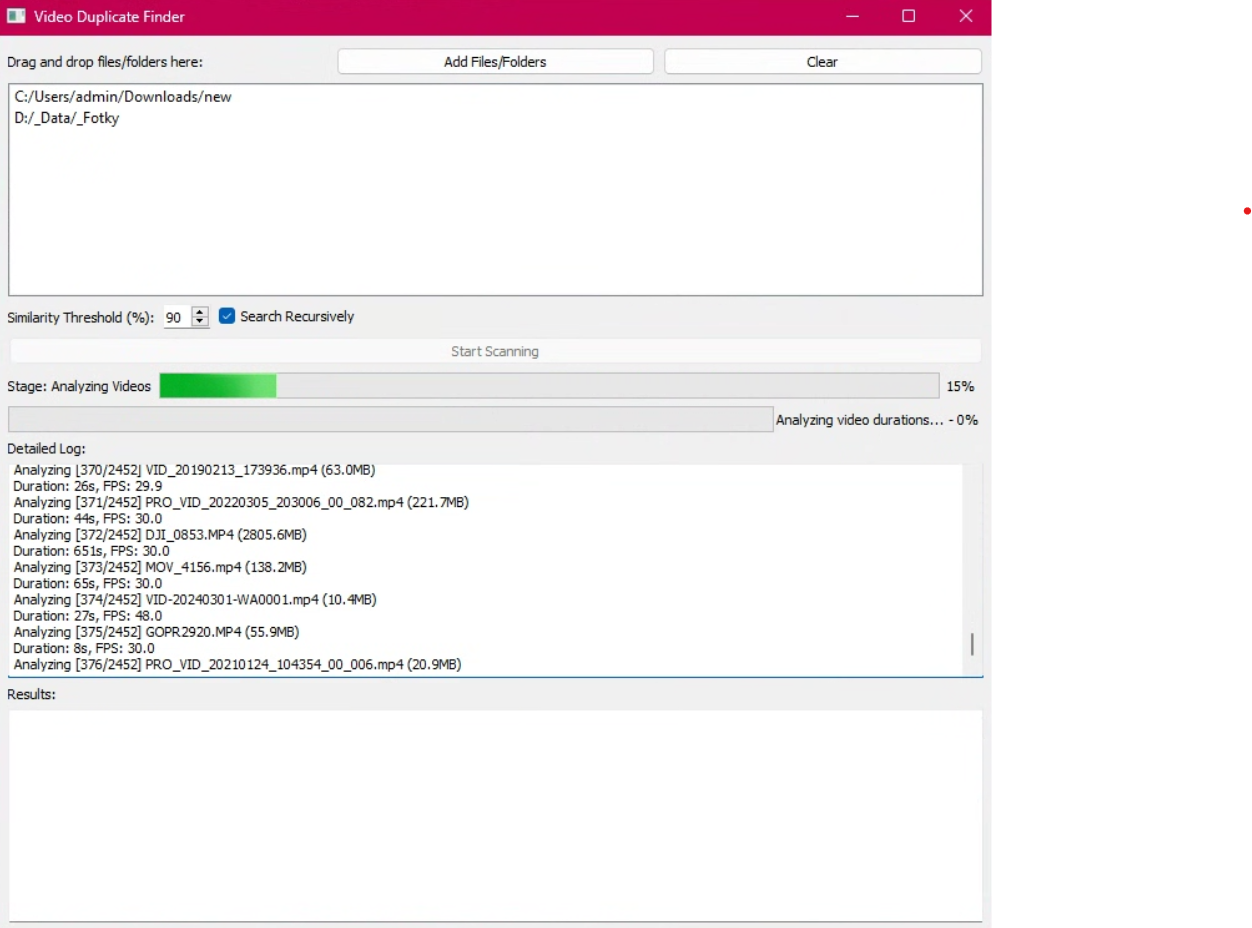 Video Duplicate Finder
Drag and drop files/folders here:
Add Files/Folders
Clear
C:/Users/admin/Downloads/new
D:/_Data/_Fotky
Similarity Threshold (%): 90 Search Recursively
Start Scanning
Stage: Analyzing Videos 15%
Analyzing video durations... - 0%
Detailed Log:
Analyzing [370/2452] VID_20190213_173936.mp4 (63.0MB)
Duration: 26s, FPS: 29.9
Analyzing [371/2452] PRO_VID_20220305_203006_00_082.mp4 (221.7MB)
Duration: 44s, FPS: 30.0
Analyzing [372/2452] DJI_0853.MP4 (2805.6MB)
Duration: 651s, FPS: 30.0
Analyzing [373/2452] MOV_4156.mp4 (138.2MB)
Duration: 65s, FPS: 30.0
Analyzing [374/2452] VID-20240301-WA0001.mp4 (10.4MB)
Duration: 27s, FPS: 48.0
Analyzing [375/2452] GOPR2920.MP4 (55.9MB)
Duration: 8s, FPS: 30.0
Analyzing [376/2452] PRO_VID_20210124_104354_00_006.mp4 (20.9MB)
Results: